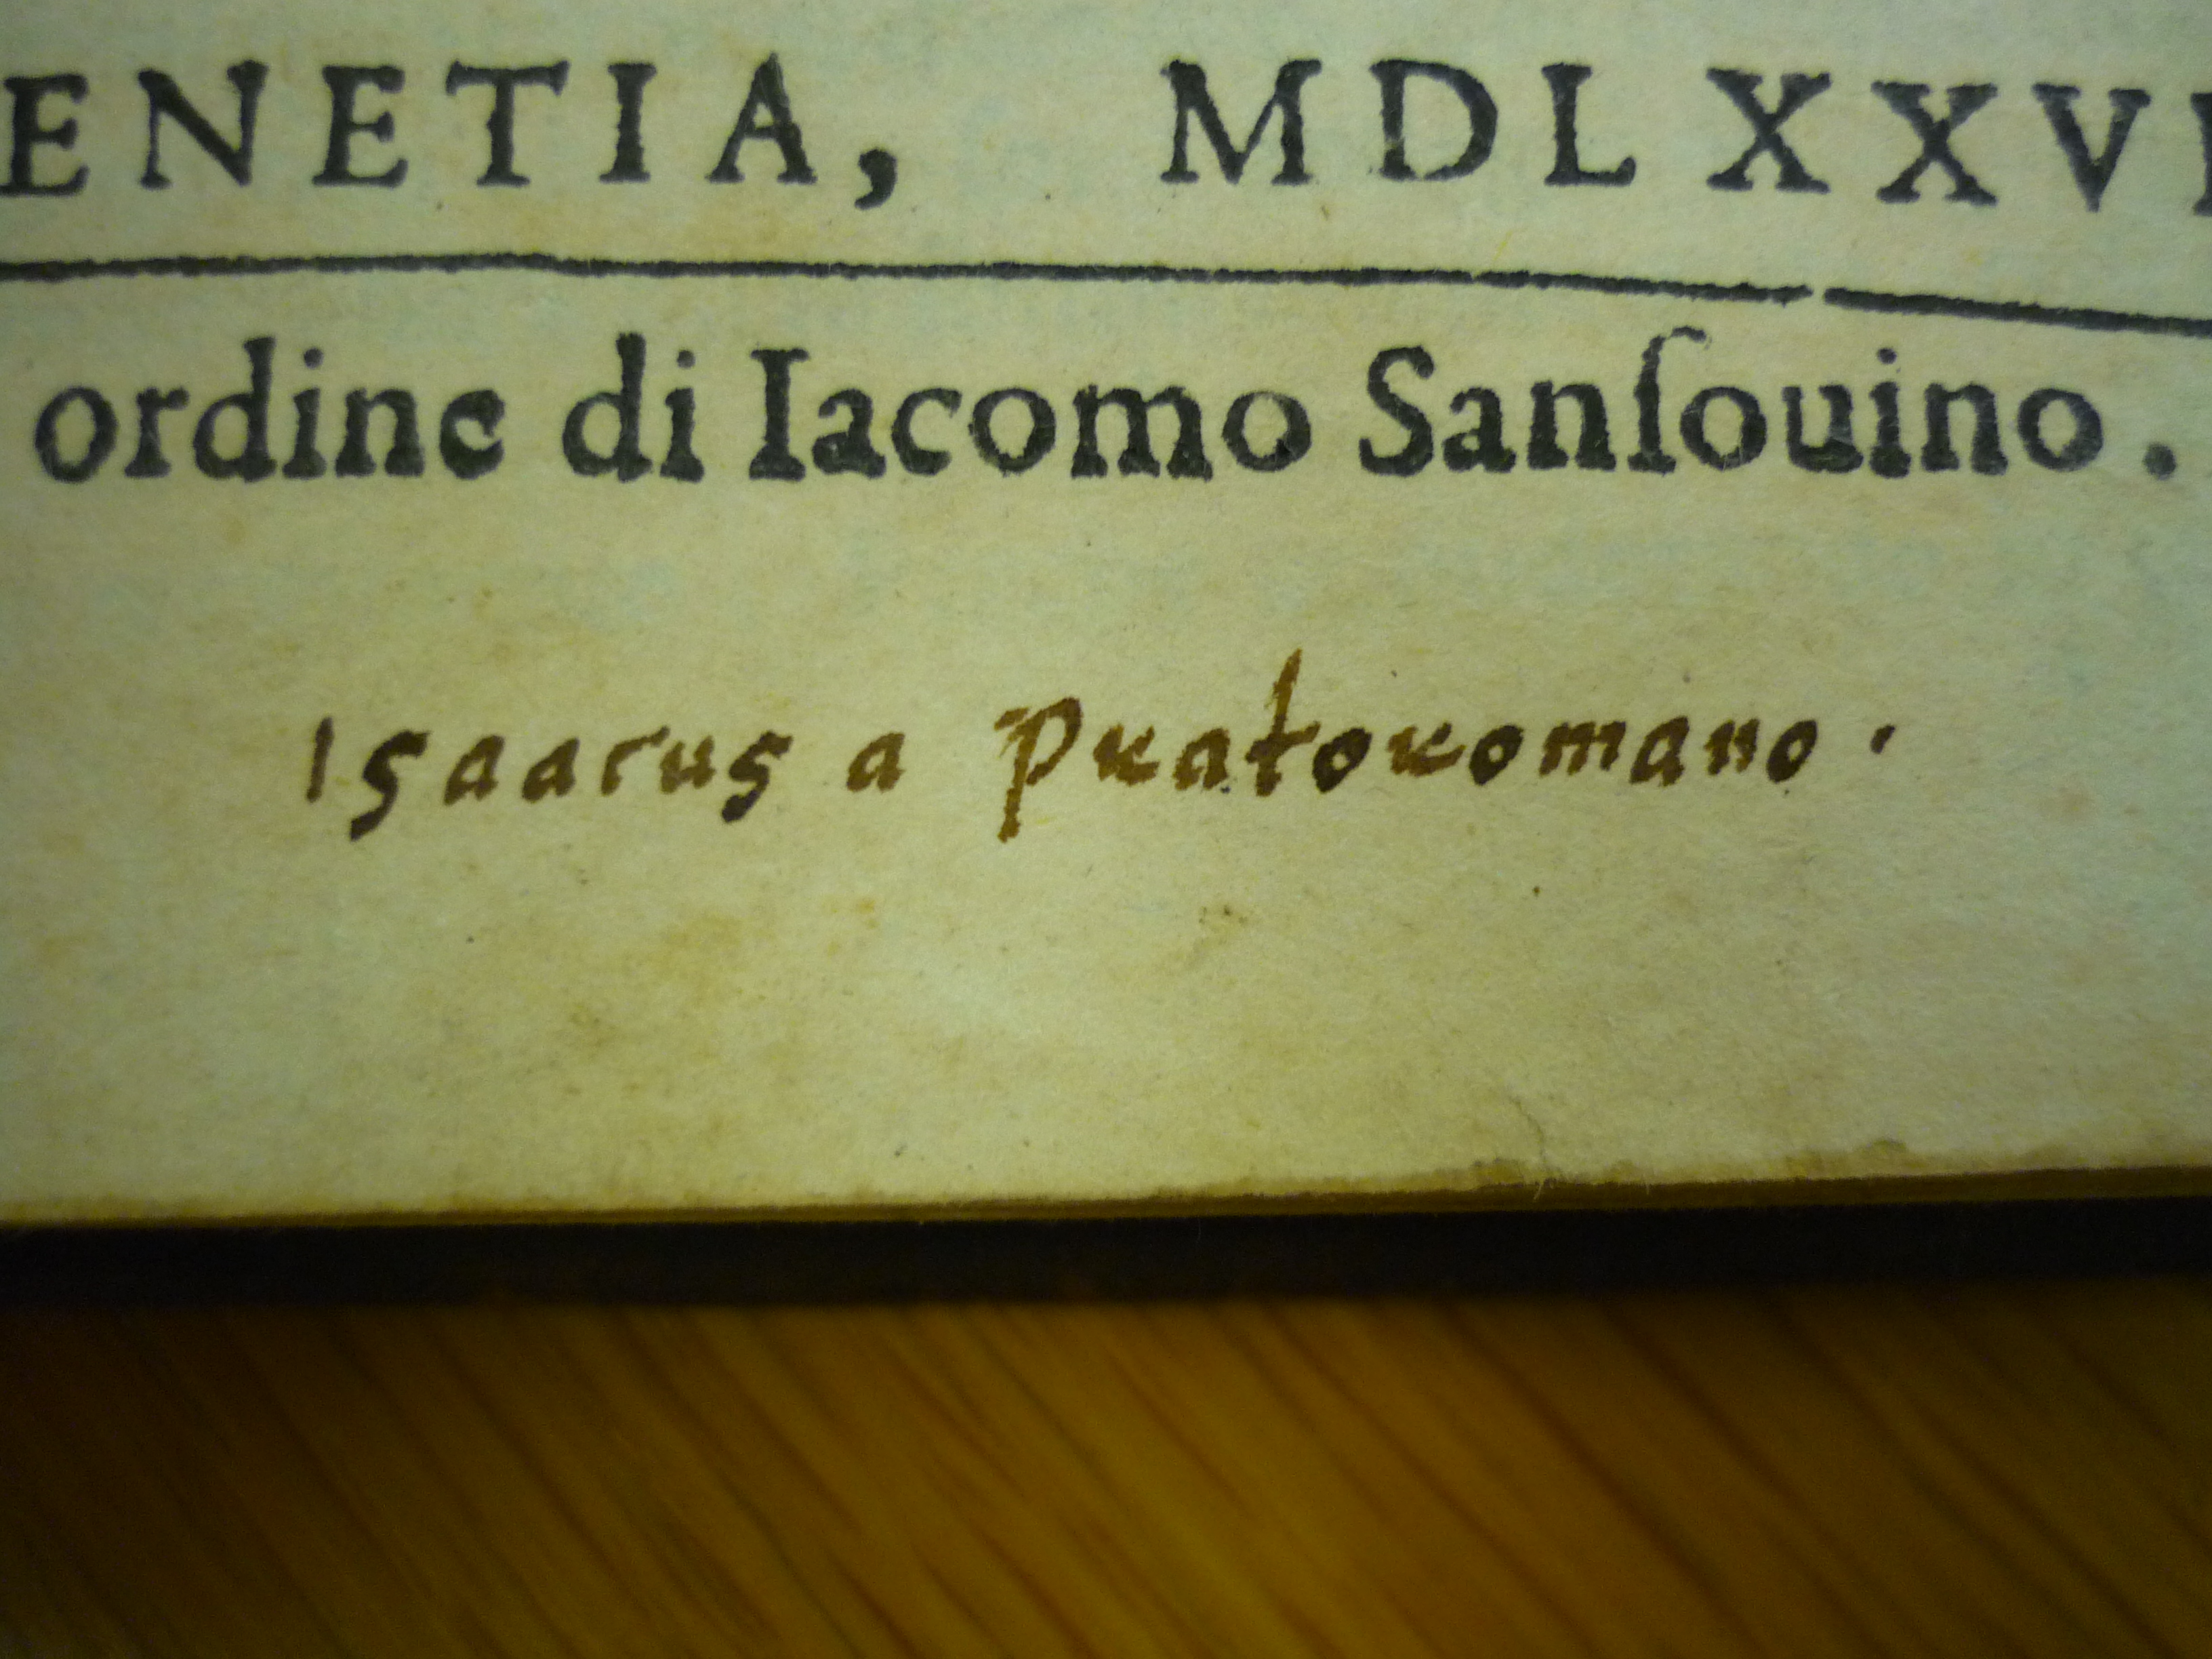 ENETIA, MDLXXVI
ordine di Iacomo Sanſouino.
Isaacus a Pratoromano.